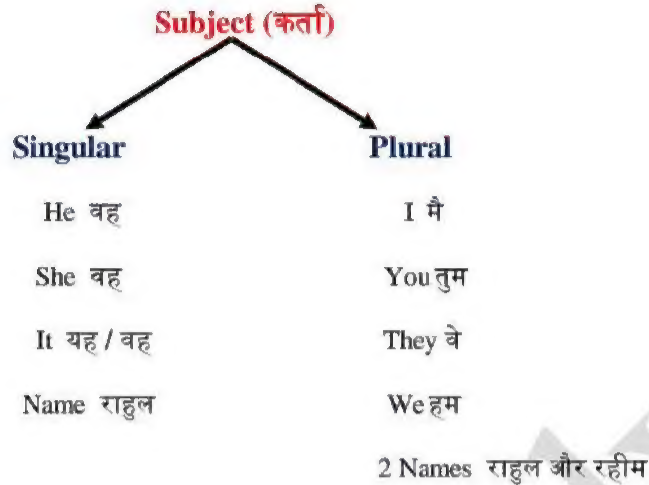 Subject (कर्ता)
Singular
He वह
She वह
It यह / वह
Name राहुल
Plural
I मै
You तुम
They वे
We हम
2 Names राहुल और रहीम